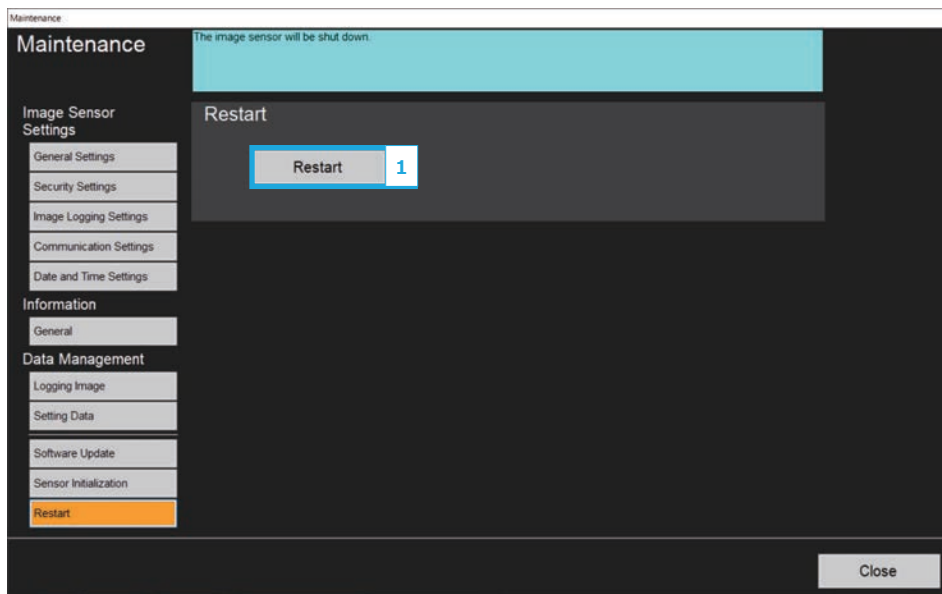 Maintenance
Maintenance
The image sensor will be shut down.
Image Sensor
Settings
General Settings
Security Settings
Image Logging Settings
Communication Settings
Date and Time Settings
Information
General
Data Management
Logging Image
Setting Data
Software Update
Sensor Initialization
Restart
Restart
Restart
1
Close